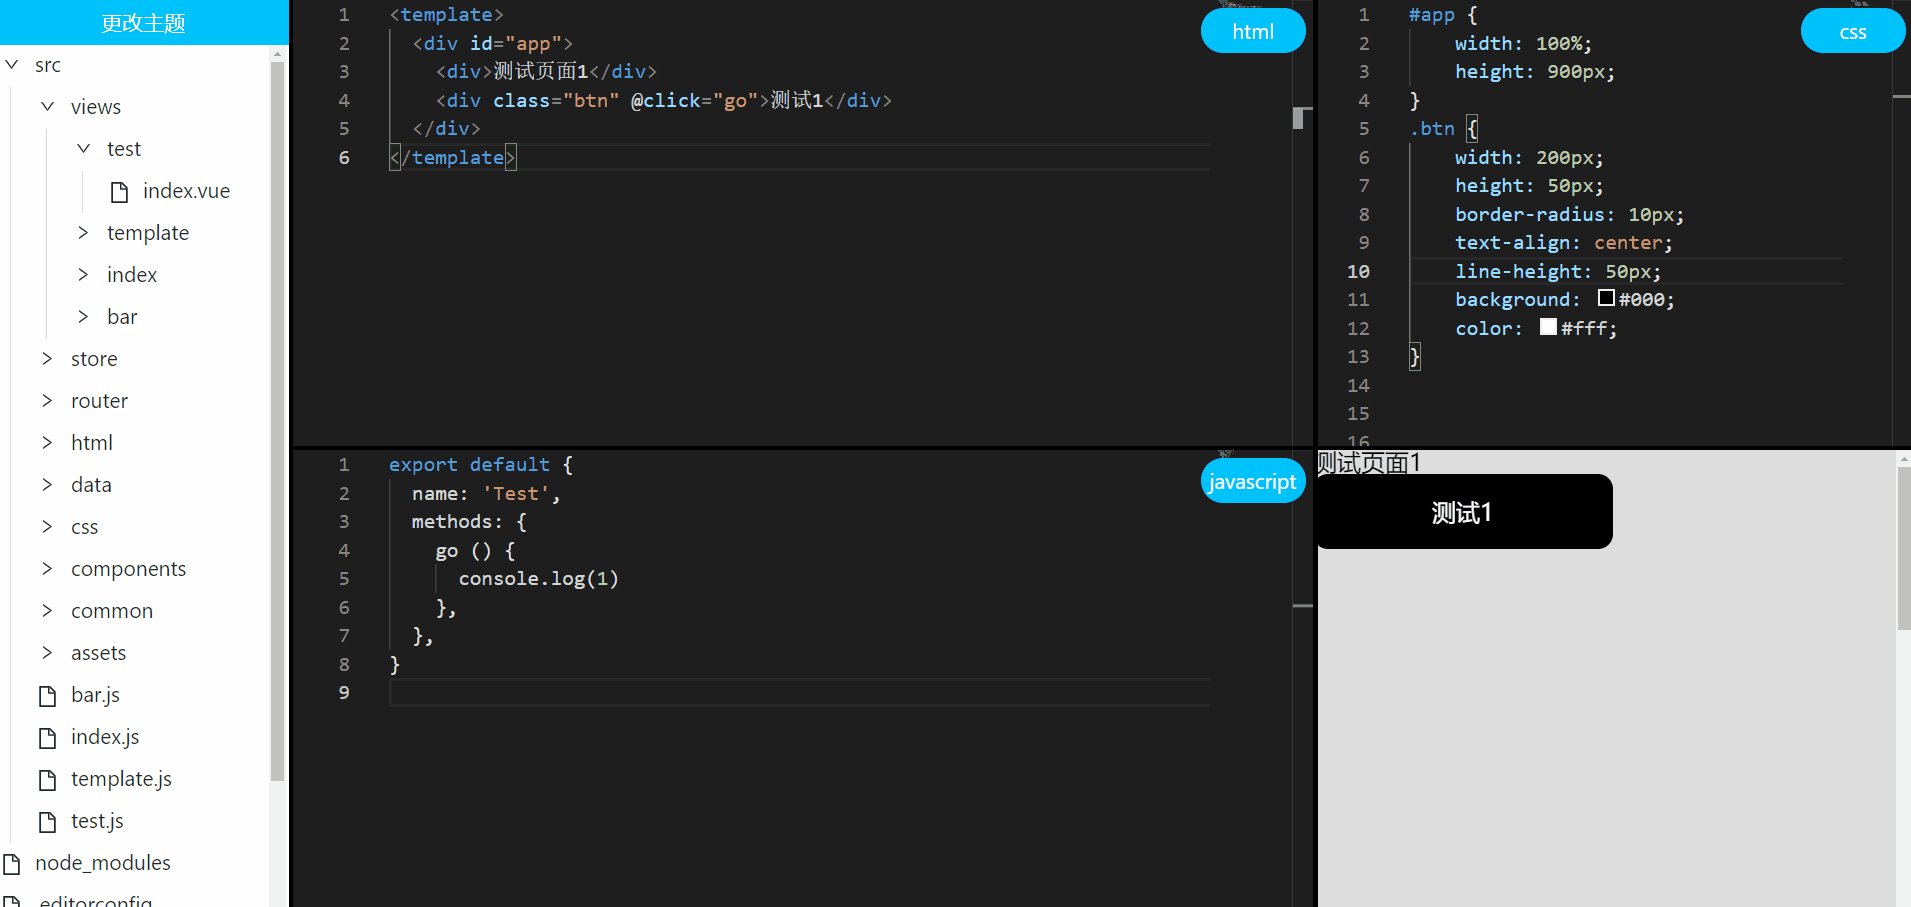 更改主题
src
views
test
index.vue
template
index
bar
store
router
html
data
css
components
common
assets
bar.js
index.js
template.js
test.js
node_modules
.editorconfig
html
1 <template>
2 <div id="app">
3 <div>测试页面1</div>
4 <div class="btn" @click="go">测试1</div>
5 </div>
6 </template>
css
1 #app {
2 width: 100%;
3 height: 900px;
4 }
5 .btn {
6 width: 200px;
7 height: 50px;
8 border-radius: 10px;
9 text-align: center;
10 line-height: 50px;
11 background: #000;
12 color: #fff;
13 }
14
15
16
javascript
1 export default {
2 name: 'Test',
3 methods: {
4 go () {
5 console.log(1)
6 },
7 },
8 }
9
测试页面1
测试1